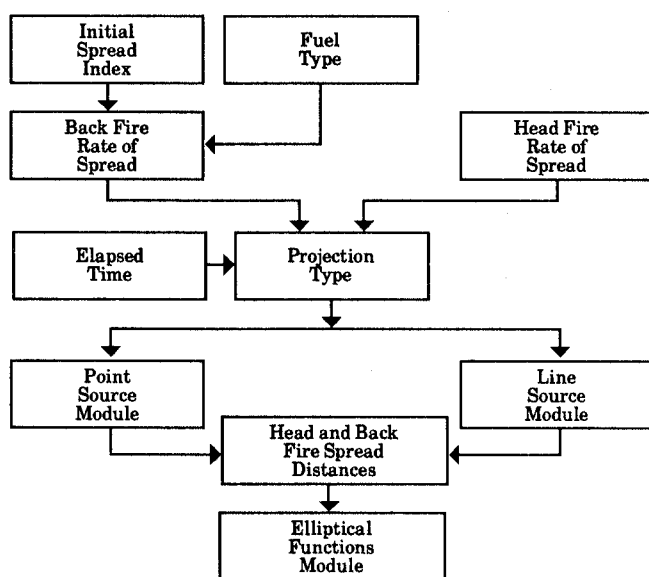 Initial
Spread
Index
Fuel
Type
Back Fire
Rate of
Spread
Head Fire
Rate of
Spread
Elapsed
Time
Projection
Type
Point
Source
Module
Line
Source
Module
Head and Back
Fire Spread
Distances
Elliptical
Functions
Module